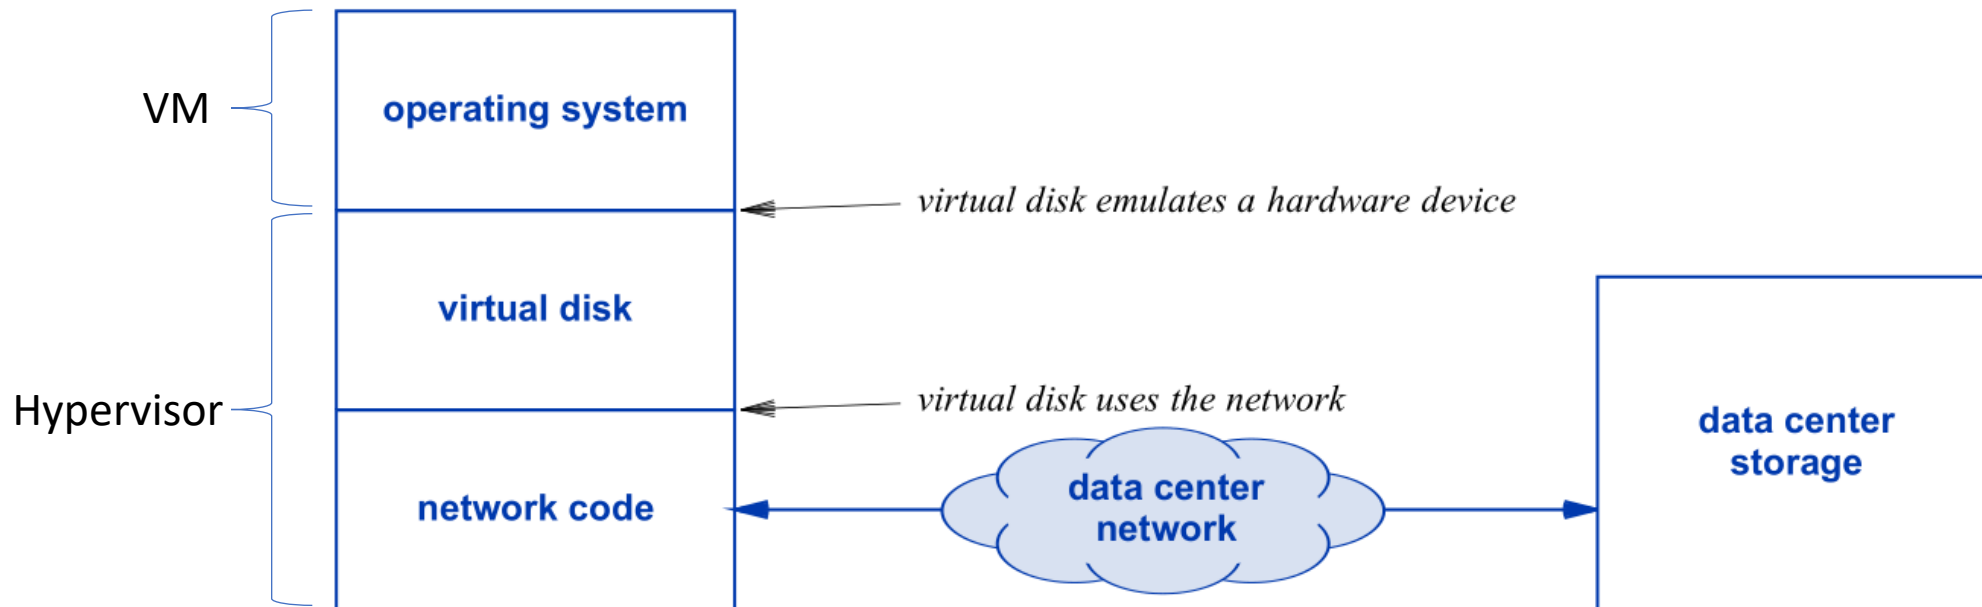 VM
operating system
virtual disk emulates a hardware device
virtual disk
Hypervisor
virtual disk uses the network
network code
data center
network
data center
storage